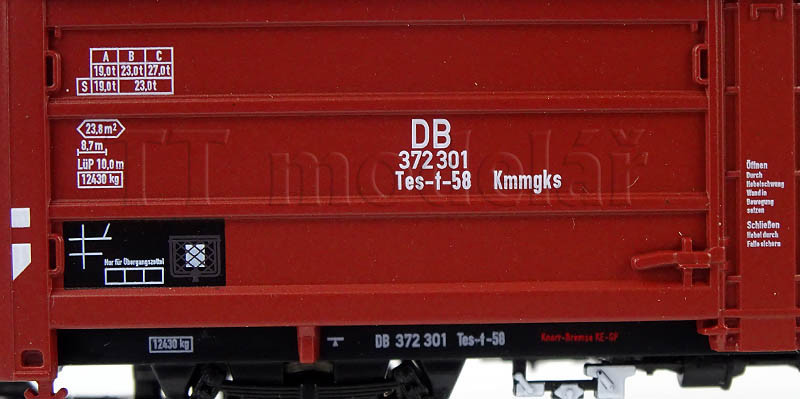 A B C
19,0t 23,0t 27,0t
S 19,0t 23,0t
23,8 m²
8,7 m
LüP 10,0 m
12430 kg
DB
372 301
Tes-f-58 Kmmgks
TT modelář
Öffnen
Durch
Hebelschwung
Wand in
Bewegung
setzen
Schließen
Hebel durch
Falle sichern
Nur für Übergangszettel
12430 kg
DB 372 301 Tes-f-58
Knorr-Bremse KE-GP